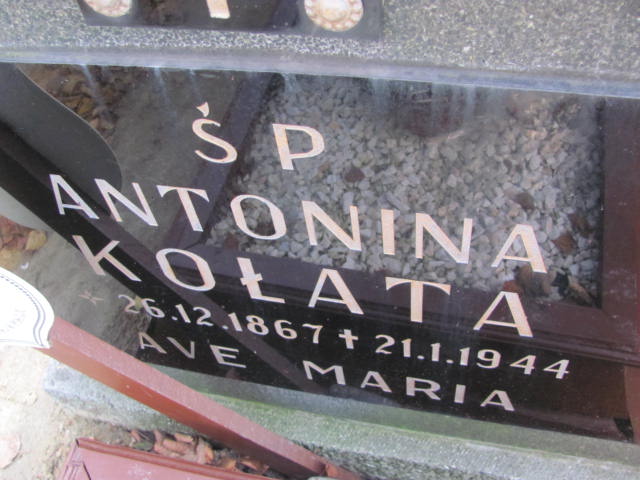 ŚP
ANTONINA
KOŁATA
* 26.12.1867 + 21.1.1944
AVE MARIA